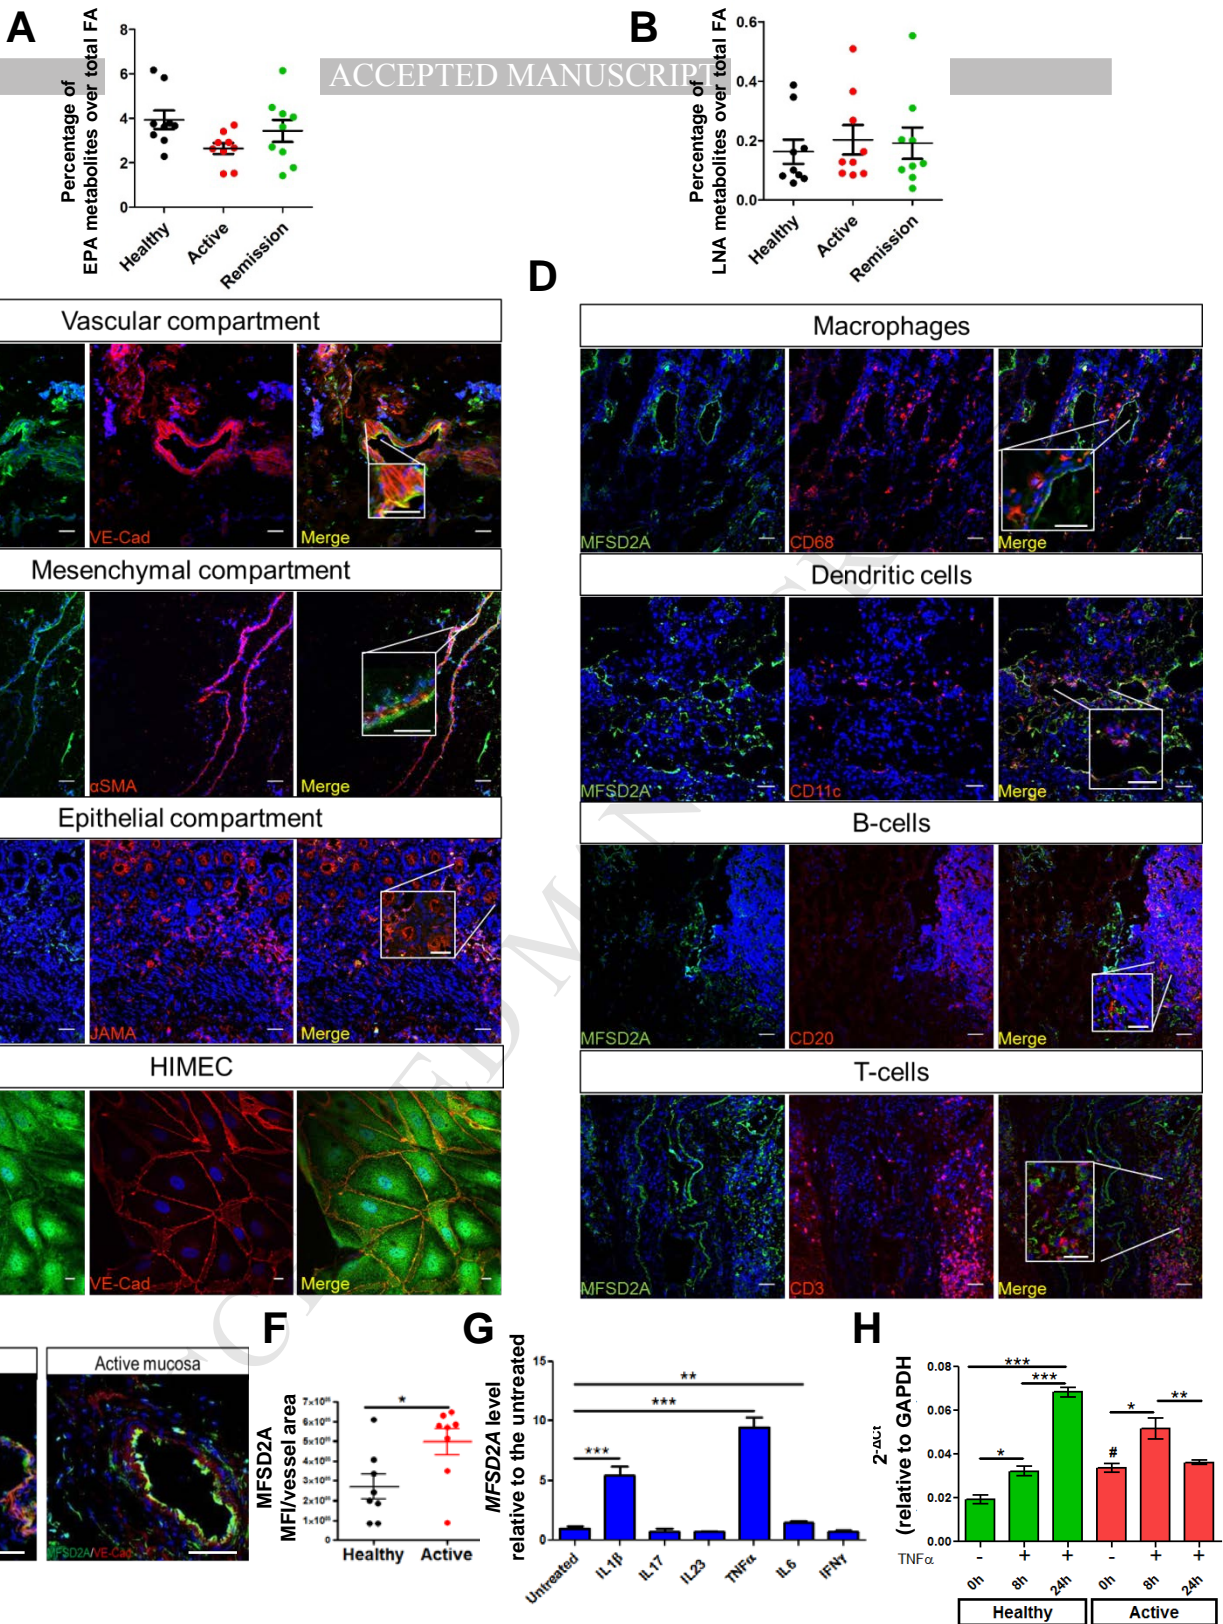 A
B
ACCEPTED MANUSCRIPT
Percentage of
EPA metabolites over total FA
8
6
4
2
0
Healthy
Active
Remission
Percentage of
LNA metabolites over total FA
0.6
0.4
0.2
0.0
Healthy
Active
Remission
D
Vascular compartment
VE-Cad
Merge
Mesenchymal compartment
αSMA
Merge
Epithelial compartment
JAMA
Merge
HIMEC
VE-Cad
Merge
Macrophages
MFSD2A
CD68
Merge
Dendritic cells
MFSD2A
CD11c
Merge
B-cells
MFSD2A
CD20
Merge
T-cells
MFSD2A
CD3
Merge
Active mucosa
MFSD2A/VE-Cad
F
MFSD2A
MFI/vessel area
*
Healthy
Active
G
MFSD2A level
relative to the untreated
15
10
5
0
**
***
***
Untreated
IL1β
IL17
IL23
TNFα
IL6
IFNγ
H
2-ΔCt
(relative to GAPDH
0.08
0.06
0.04
0.02
0.00
***
***
*
*
**
#
TNFα - + + - + +
0h 8h 24h 0h 8h 24h
Healthy
Active